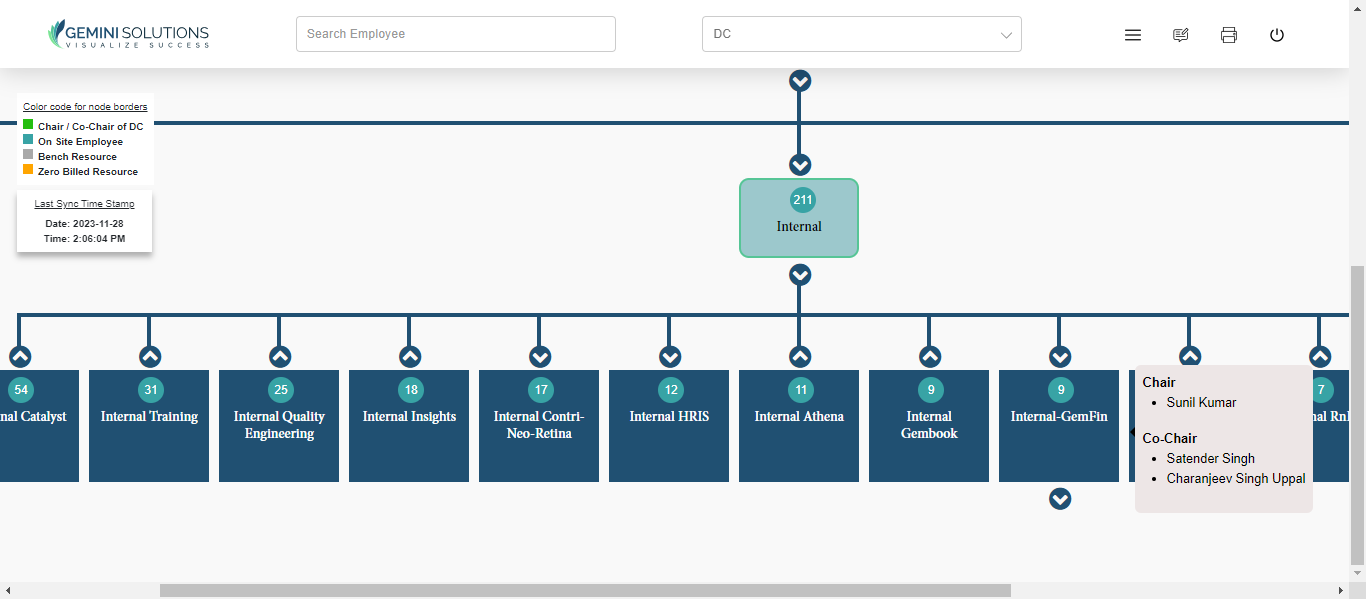 GEMINI SOLUTIONS
VISUALIZE SUCCESS
Search Employee
DC
Color code for node borders
Chair / Co-Chair of DC
On Site Employee
Bench Resource
Zero Billed Resource
Last Sync Time Stamp
Date: 2023-11-28
Time: 2:06:04 PM
211
Internal
54
nal Catalyst
31
Internal Training
25
Internal Quality
Engineering
18
Internal Insights
17
Internal Contri-
Neo-Retina
12
Internal HRIS
11
Internal Athena
9
Internal
Gembook
9
Internal-GemFin
Chair
• Sunil Kumar
Co-Chair
• Satender Singh
• Charanjeev Singh Uppal
7